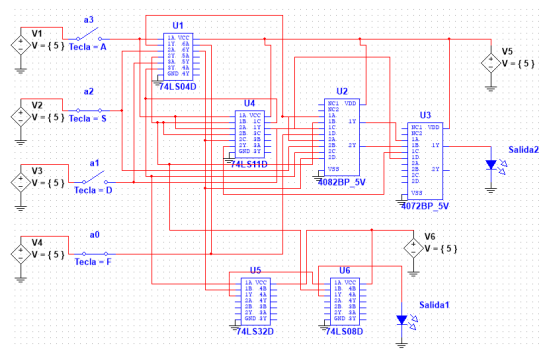 a3
U1
V1
V = { 5 }
Tecla = A
1A VCC
1Y 6A
2A 6Y
2Y 5A
3A 5Y
3Y 4A
GND 4Y
74LS04D
V5
V = { 5 }
a2
V2
V = { 5 }
Tecla = S
U4
1A VCC
1B 1C
2A 1Y
2B 3C
2C 3B
2Y 3A
GND 3Y
74LS11D
U2
NC1 VDD
NC2
1A
1B 1Y
1C
1D
2A
2B 2Y
2C
2D
VSS
4082BP_5V
U3
NC1 VDD
NC2
1A
1B 1Y
1C
1D
2A
2B 2Y
2C
2D
VSS
4072BP_5V
Salida2
a1
V3
V = { 5 }
Tecla = D
a0
V4
V = { 5 }
Tecla = F
V6
V = { 5 }
U5
1A VCC
1B 4B
1Y 4A
2A 4Y
2B 3B
2Y 3A
GND 3Y
74LS32D
U6
1A VCC
1B 4B
1Y 4A
2A 4Y
2B 3B
2Y 3A
GND 3Y
74LS08D
Salida1